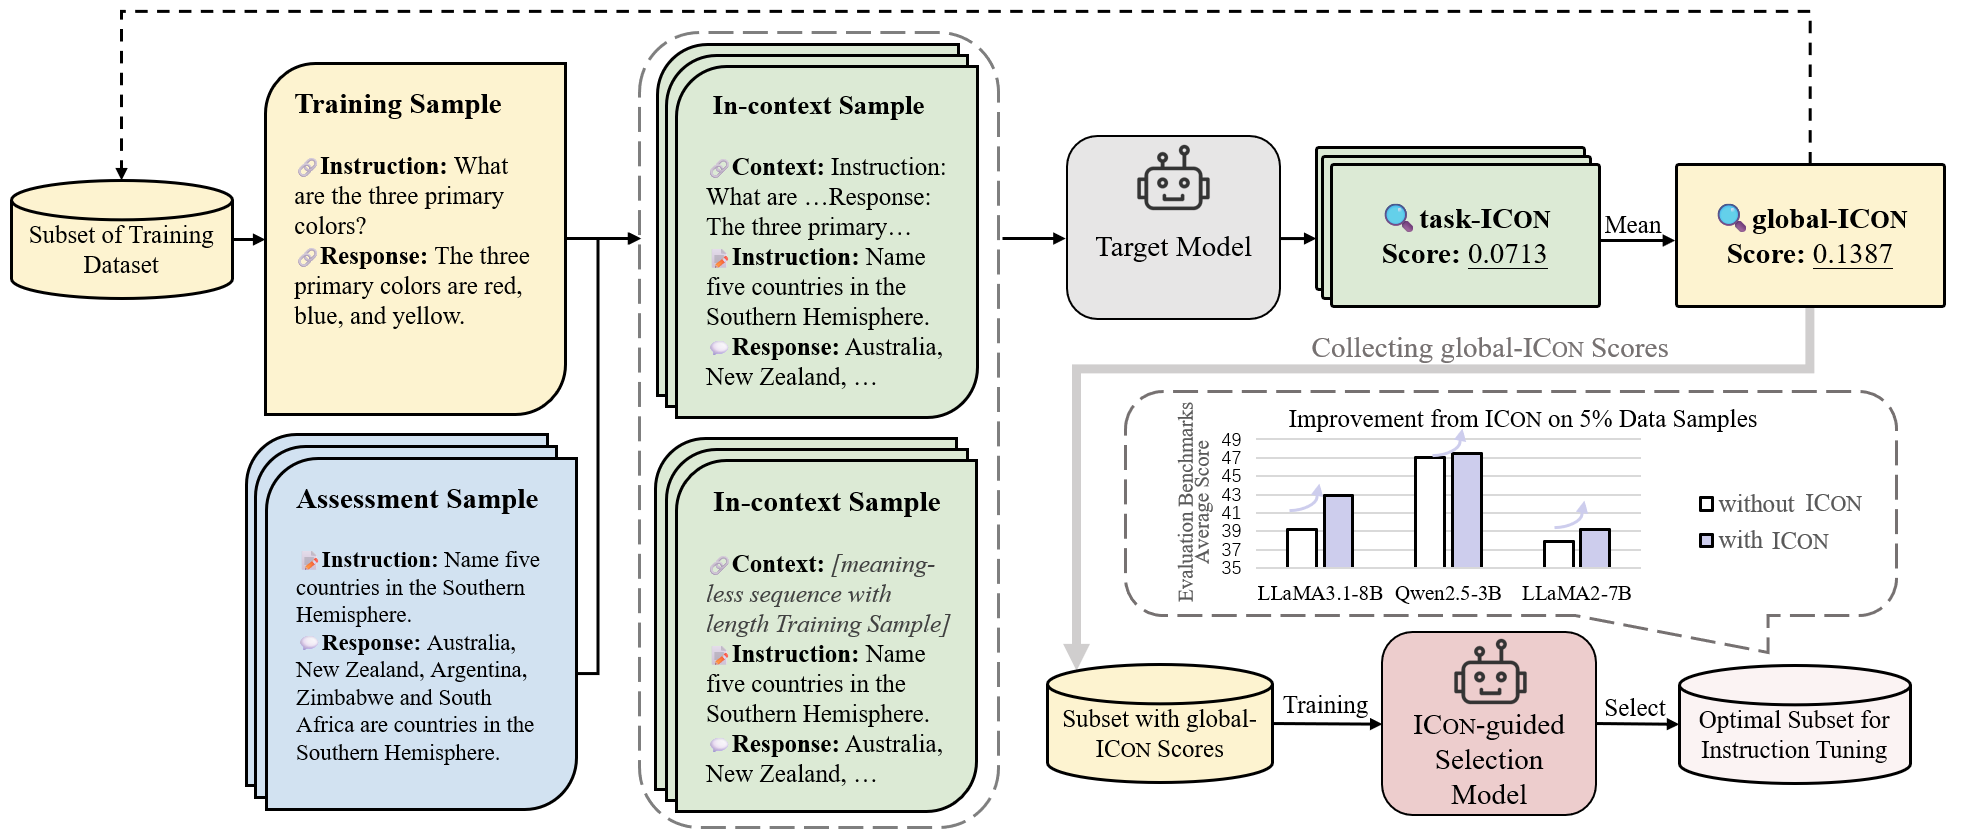 Subset of Training
Dataset
Training Sample
Instruction: What
are the three primary
colors?
Response: The three
primary colors are red,
blue, and yellow.
Assessment Sample
Instruction: Name five
countries in the Southern
Hemisphere.
Response: Australia,
New Zealand, Argentina,
Zimbabwe and South
Africa are countries in the
Southern Hemisphere.
In-context Sample
Context: Instruction:
What are …Response:
The three primary…
Instruction: Name
five countries in the
Southern Hemisphere.
Response: Australia,
New Zealand, …
In-context Sample
Context: [meaning-
less sequence with
length Training Sample]
Instruction: Name
five countries in the
Southern Hemisphere.
Response: Australia,
New Zealand, …
Target Model
task-ICON
Score: 0.0713
Mean
global-ICON
Score: 0.1387
Collecting global-ICON Scores
Improvement from ICON on 5% Data Samples
Evaluation Benchmarks
Average Score
49
47
45
43
41
39
37
35
LLaMA3.1-8B Qwen2.5-3B LLaMA2-7B
without ICON
with ICON
Subset with global-
ICON Scores
Training
ICON-guided
Selection
Model
Select
Optimal Subset for
Instruction Tuning